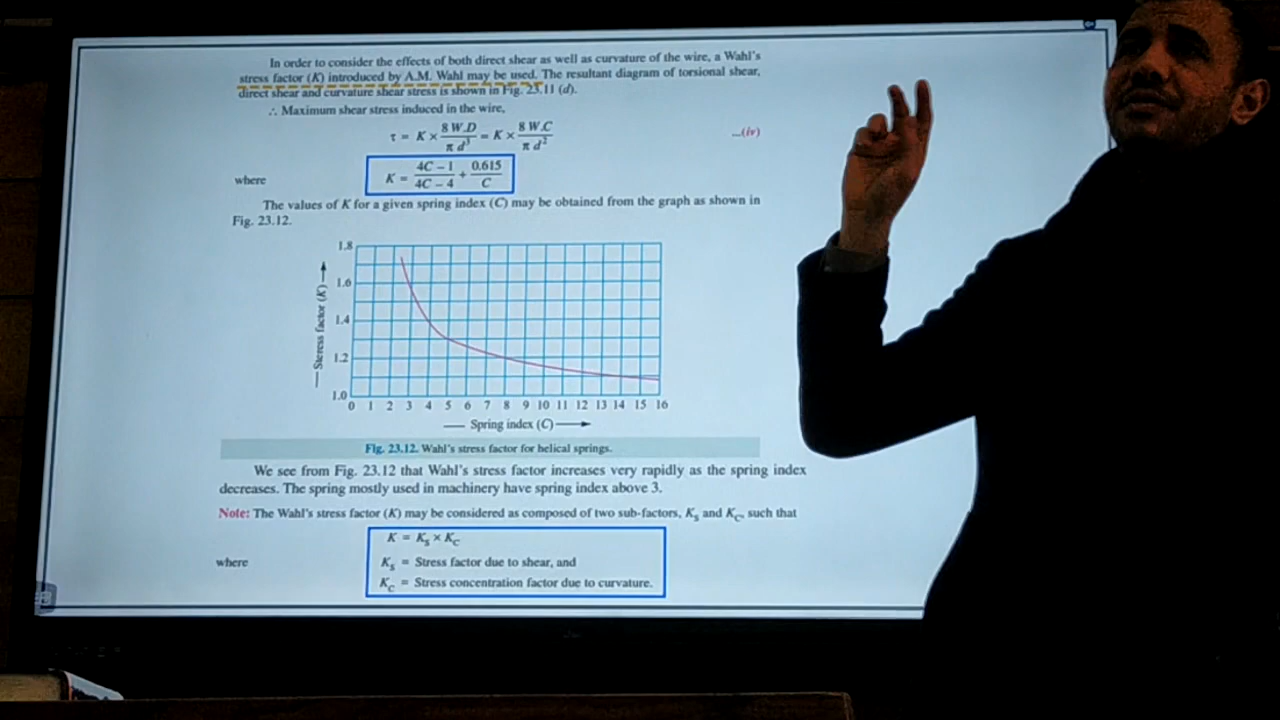 In order to consider the effects of both direct shear as well as curvature of the wire, a Wahl's
stress factor (K) introduced by A.M. Wahl may be used. The resultant diagram of torsional shear,
direct shear and curvature shear stress is shown in Fig. 23.11 (d).
∴ Maximum shear stress induced in the wire,
τ = K × 8 W.D / π d³ = K × 8 W.C / π d² ...(iv)
where K = 4C − 1 / 4C − 4 + 0.615 / C
The values of K for a given spring index (C) may be obtained from the graph as shown in
Fig. 23.12.
1.8
1.6
1.4
1.2
1.0
Stresss factor (K)
0 1 2 3 4 5 6 7 8 9 10 11 12 13 14 15 16
Spring index (C)
Fig. 23.12. Wahl's stress factor for helical springs.
We see from Fig. 23.12 that Wahl's stress factor increases very rapidly as the spring index
decreases. The spring mostly used in machinery have spring index above 3.
Note: The Wahl's stress factor (K) may be considered as composed of two sub-factors, K_S and K_C, such that
K = K_S × K_C
where K_S = Stress factor due to shear, and
K_C = Stress concentration factor due to curvature.